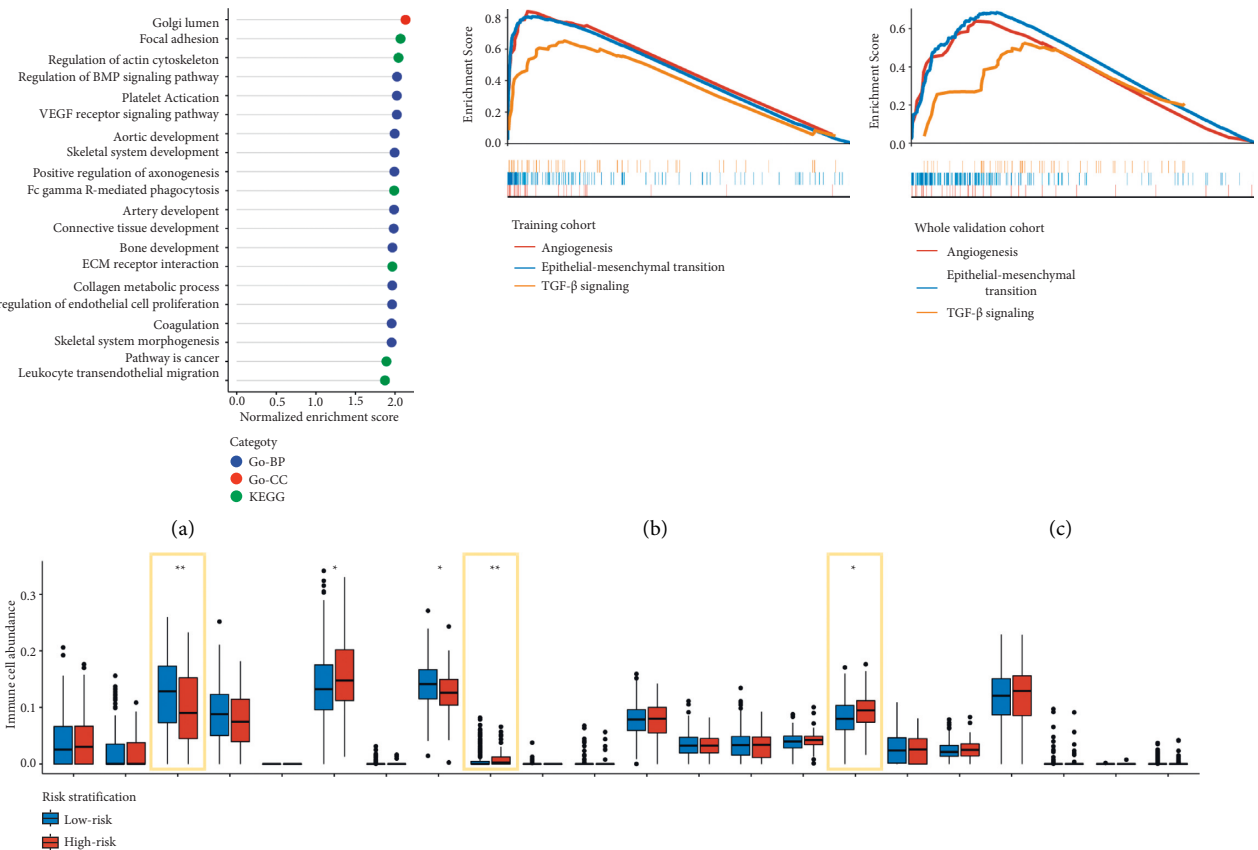 Golgi lumen
Focal adhesion
Regulation of actin cytoskeleton
Regulation of BMP signaling pathway
Platelet Actication
VEGF receptor signaling pathway
Aortic development
Skeletal system development
Positive regulation of axonogenesis
Fc gamma R-mediated phagocytosis
Artery developent
Connective tissue development
Bone development
ECM receptor interaction
Collagen metabolic process
regulation of endothelial cell proliferation
Coagulation
Skeletal system morphogenesis
Pathway is cancer
Leukocyte transendothelial migration
0.0 0.5 1.0 1.5 2.0
Normalized enrichment score
Categoty
Go-BP
Go-CC
KEGG
(a)
Enrichment Score
0.8
0.6
0.4
0.2
0.0
Training cohort
Angiogenesis
Epithelial-mesenchymal transition
TGF-β signaling
(b)
Enrichment Score
0.6
0.4
0.2
0.0
Whole validation cohort
Angiogenesis
Epithelial-mesenchymal
transition
TGF-β signaling
(c)
Immune cell abundance
0.3
0.2
0.1
0.0
** * * ** *
Risk stratification
Low-risk
High-risk